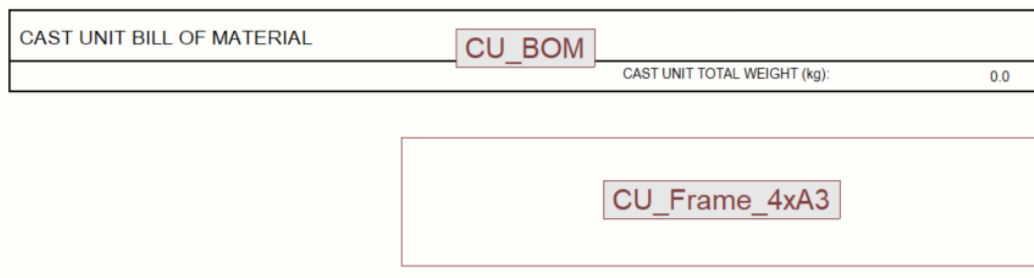 CAST UNIT BILL OF MATERIAL
CU_BOM
CAST UNIT TOTAL WEIGHT (kg): 0.0
CU_Frame_4xA3